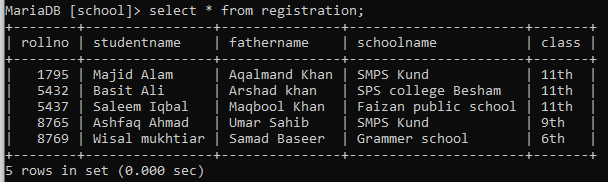 MariaDB [school]> select * from registration;
+--------+-----------------+---------------+----------------------+-------+
| rollno | studentname | fathername | schoolname | class |
+--------+-----------------+---------------+----------------------+-------+
| 1795 | Majid Alam | Aqalmand Khan | SMPS Kund | 11th |
| 5432 | Basit Ali | Arshad khan | SPS college Besham | 11th |
| 5437 | Saleem Iqbal | Maqbool Khan | Faizan public school | 11th |
| 8765 | Ashfaq Ahmad | Umar Sahib | SMPS Kund | 9th |
| 8769 | Wisal mukhtiar | Samad Baseer | Grammer school | 6th |
+--------+-----------------+---------------+----------------------+-------+
5 rows in set (0.000 sec)